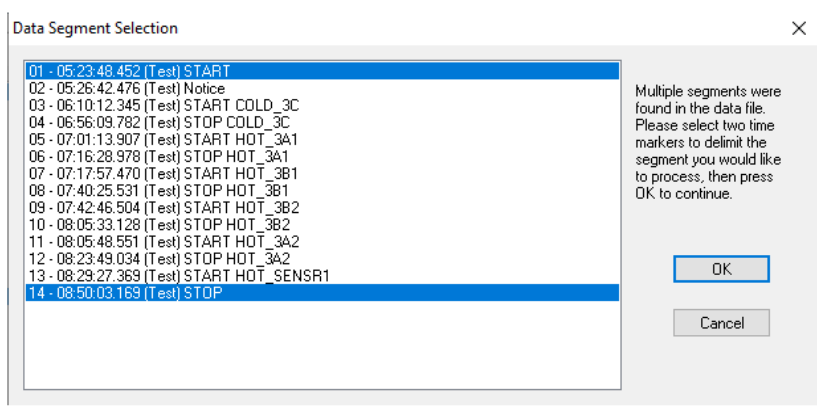 Data Segment Selection
01 - 05:23:48.452 (Test) START
02 - 05:26:42.476 (Test) Notice
03 - 06:10:12.345 (Test) START COLD_3C
04 - 06:56:09.782 (Test) STOP COLD_3C
05 - 07:01:13.907 (Test) START HOT_3A1
06 - 07:16:28.978 (Test) STOP HOT_3A1
07 - 07:17:57.470 (Test) START HOT_3B1
08 - 07:40:25.531 (Test) STOP HOT_3B1
09 - 07:42:46.504 (Test) START HOT_3B2
10 - 08:05:33.128 (Test) STOP HOT_3B2
11 - 08:05:48.551 (Test) START HOT_3A2
12 - 08:23:49.034 (Test) STOP HOT_3A2
13 - 08:29:27.369 (Test) START HOT_SENSR1
14 - 08:50:03.169 (Test) STOP
Multiple segments were
found in the data file.
Please select two time
markers to delimit the
segment you would like
to process, then press
OK to continue.
OK
Cancel